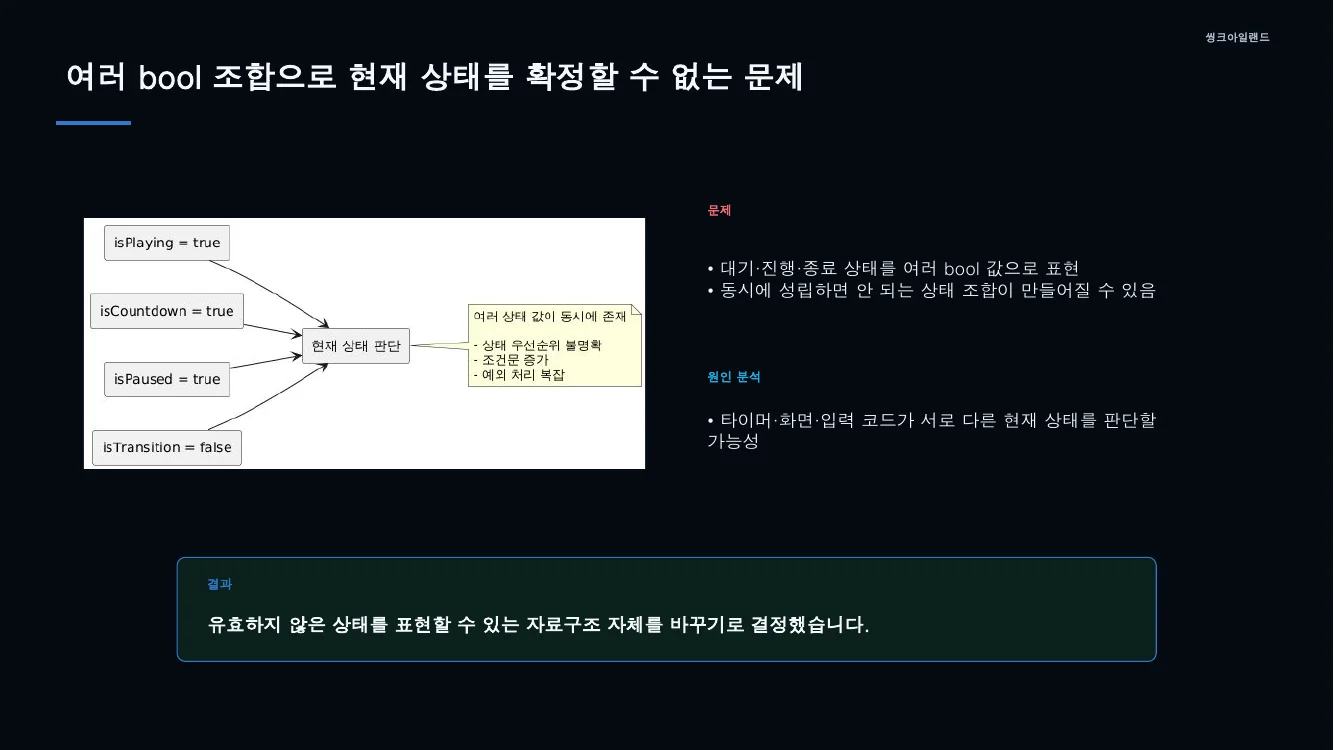 씽크아일랜드
여러 bool 조합으로 현재 상태를 확정할 수 없는 문제
isPlaying = true
isCountdown = true
isPaused = true
isTransition = false
현재 상태 판단
여러 상태 값이 동시에 존재
- 상태 우선순위 불명확
- 조건문 증가
- 예외 처리 복잡
문제
• 대기·진행·종료 상태를 여러 bool 값으로 표현
• 동시에 성립하면 안 되는 상태 조합이 만들어질 수 있음
원인 분석
• 타이머·화면·입력 코드가 서로 다른 현재 상태를 판단할
가능성
결과
유효하지 않은 상태를 표현할 수 있는 자료구조 자체를 바꾸기로 결정했습니다.